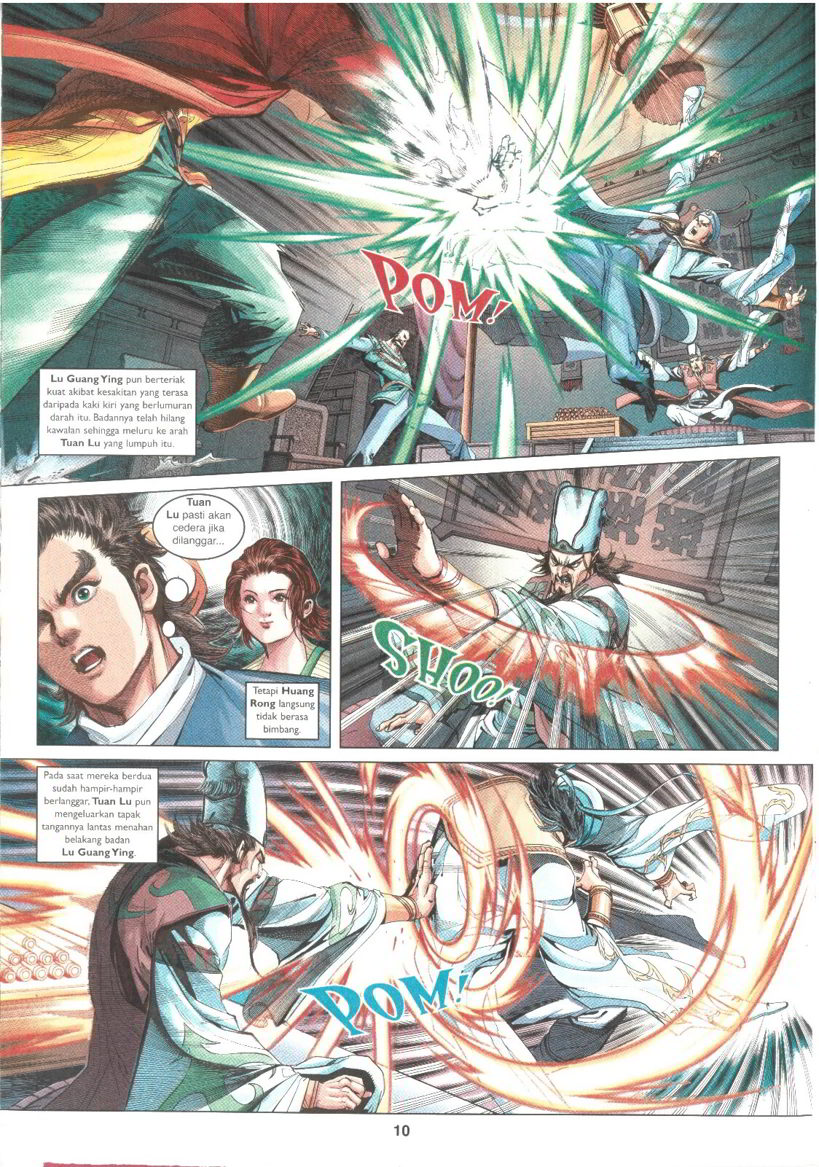 POM!
Lu Guang Ying pun berteriak
kuat akibat kesakitan yang terasa
daripada kaki kiri yang berlumuran
darah itu. Badannya telah hilang
kawalan sehingga meluru ke arah
Tuan Lu yang lumpuh itu.
Tuan
Lu pasti akan
cedera jika
dilanggar...
Tetapi Huang
Rong langsung
tidak berasa
bimbang.
SHOO!
Pada saat mereka berdua
sudah hampir-hampir
berlanggar, Tuan Lu pun
mengeluarkan tapak
tangannya lantas menahan
belakang badan
Lu Guang Ying.
POM!
10